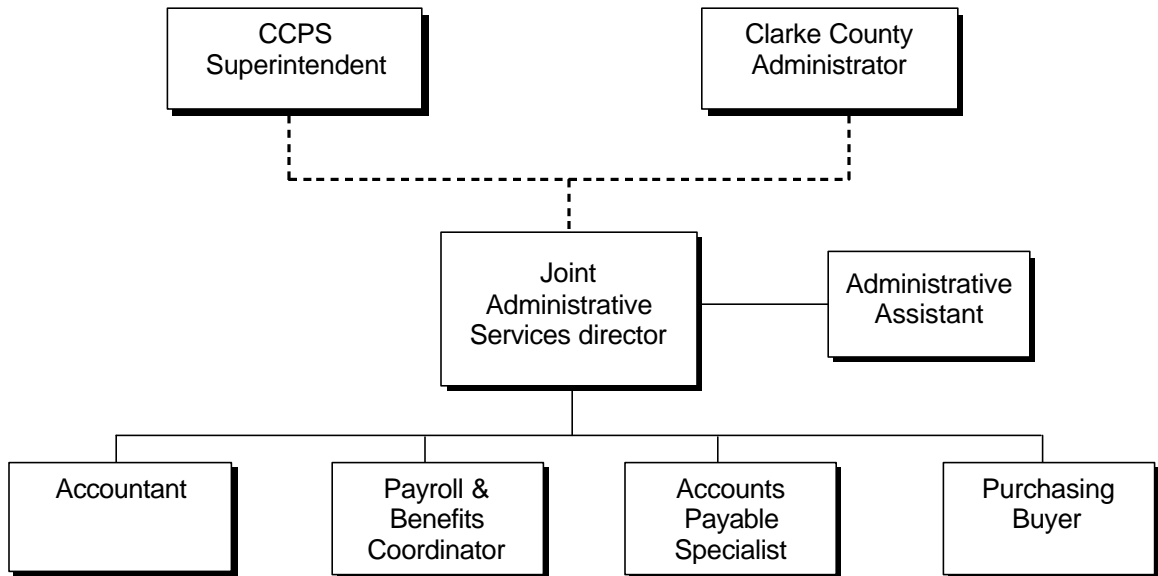 CCPS
Superintendent
Clarke County
Administrator
Joint
Administrative
Services director
Administrative
Assistant
Accountant
Payroll &
Benefits
Coordinator
Accounts
Payable
Specialist
Purchasing
Buyer